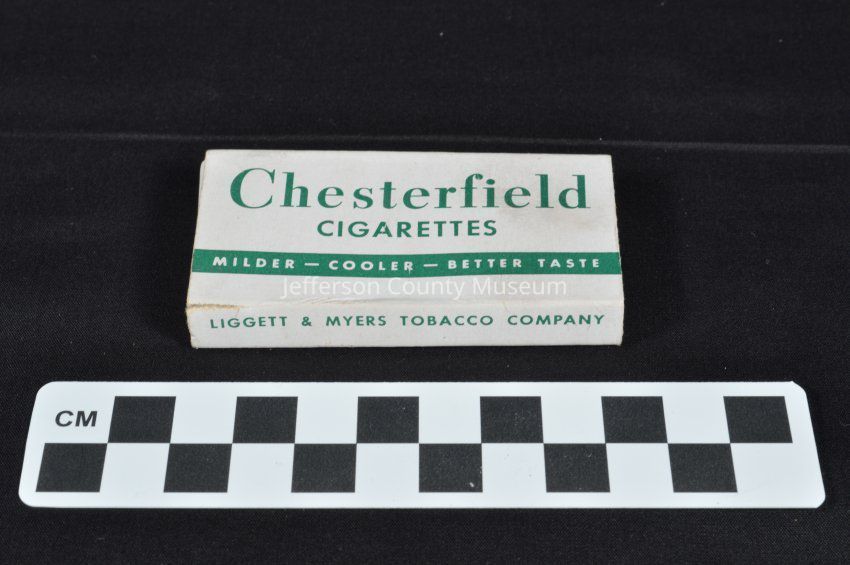 Chesterfield
CIGARETTES
MILDER — COOLER — BETTER TASTE
Jefferson County Museum
LIGGETT & MYERS TOBACCO COMPANY
CM